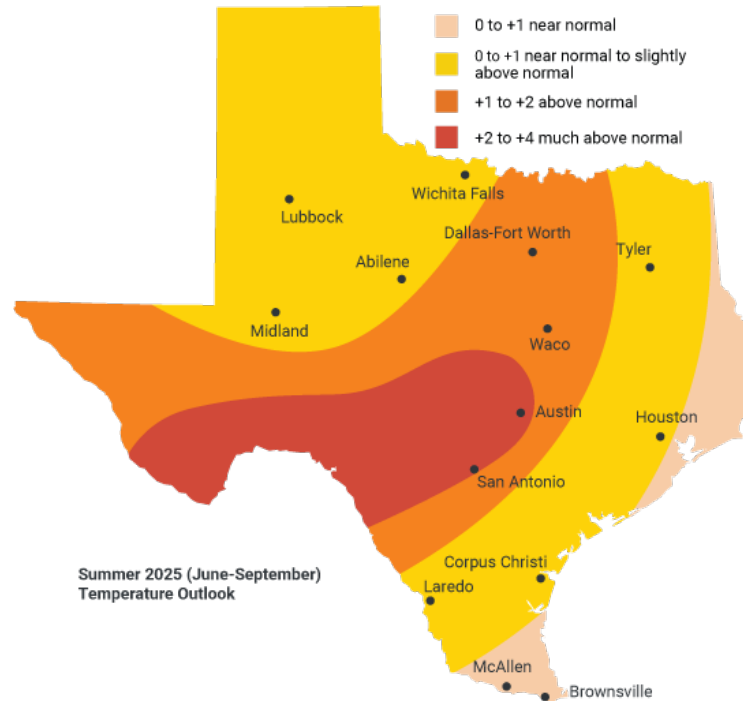 0 to +1 near normal
0 to +1 near normal to slightly
above normal
+1 to +2 above normal
+2 to +4 much above normal
Wichita Falls
Lubbock
Dallas-Fort Worth
Tyler
Abilene
Midland
Waco
Austin
Houston
San Antonio
Corpus Christi
Summer 2025 (June-September)
Temperature Outlook
Laredo
McAllen
Brownsville